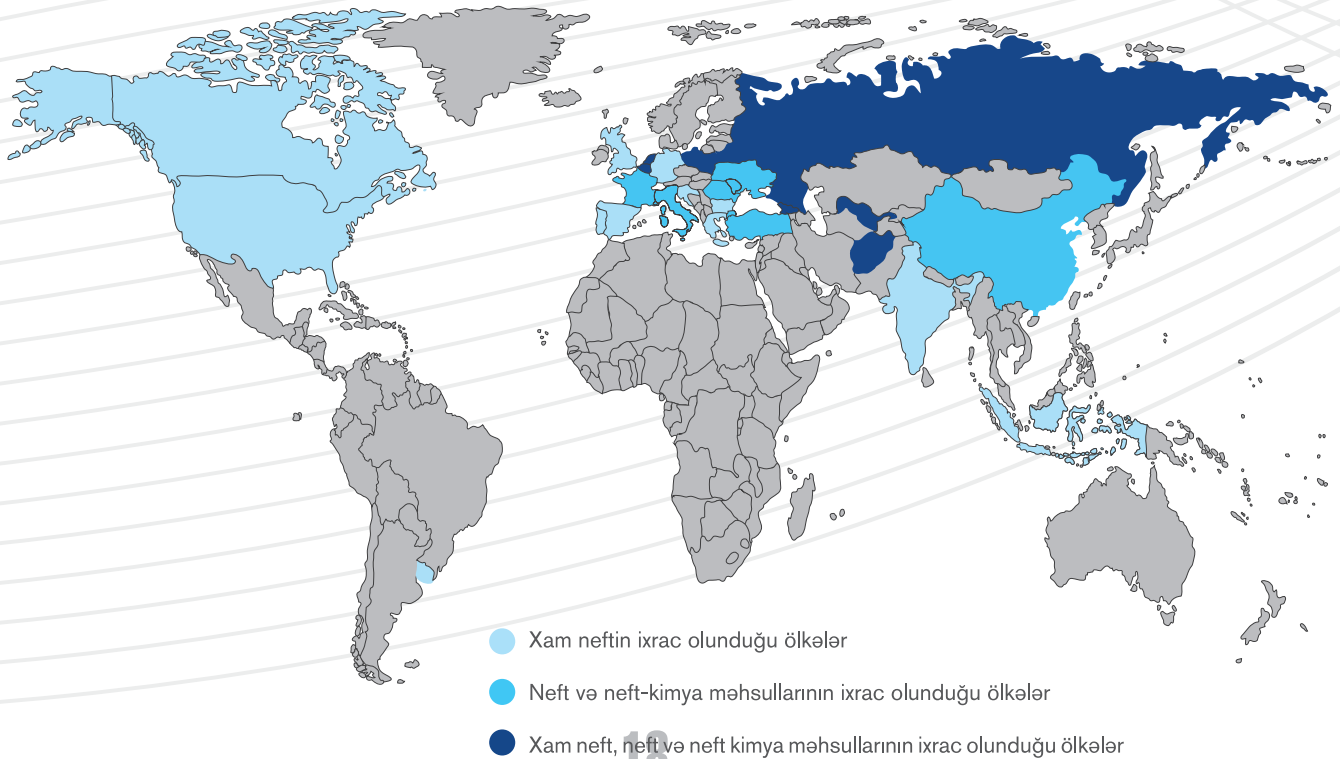 Xam neftin ixrac olunduğu ölkələr
Neft və neft-kimya məhsullarının ixrac olunduğu ölkələr
Xam neft, neft və neft kimya məhsullarının ixrac olunduğu ölkələr
18